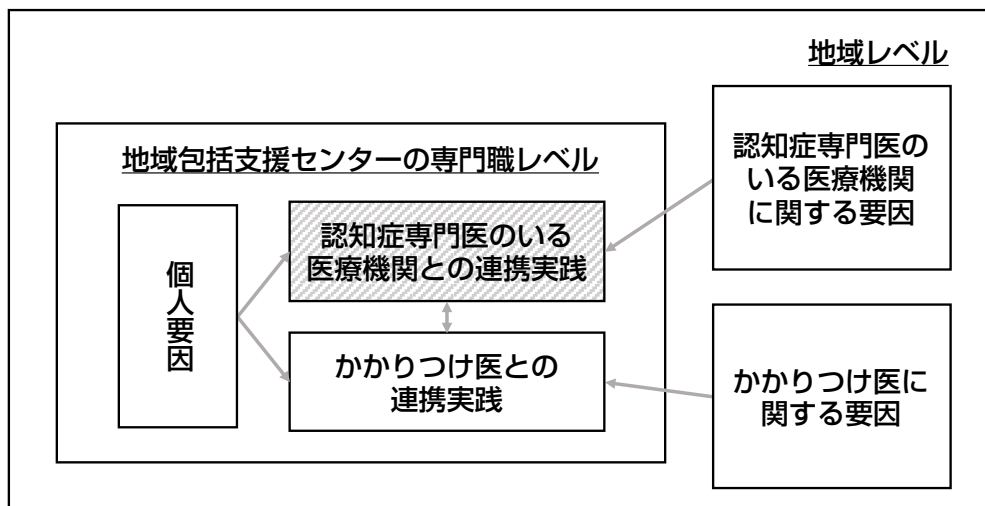 地域レベル
認知症専門医の
いる医療機関
に関する要因
地域包括支援センターの専門職レベル
認知症専門医のいる
医療機関との連携実践
個人要因
かかりつけ医との
連携実践
かかりつけ医に
関する要因